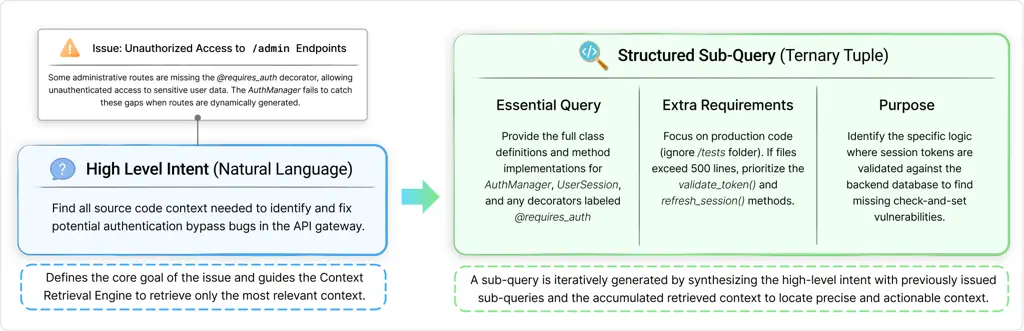 Issue: Unauthorized Access to /admin Endpoints
Some administrative routes are missing the @requires_auth decorator, allowing
unauthenticated access to sensitive user data. The AuthManager fails to catch
these gaps when routes are dynamically generated.
High Level Intent (Natural Language)
Find all source code context needed to identify and fix
potential authentication bypass bugs in the API gateway.
Defines the core goal of the issue and guides the Context
Retrieval Engine to retrieve only the most relevant context.
Structured Sub-Query (Ternary Tuple)
Essential Query
Provide the full class
definitions and method
implementations for
AuthManager, UserSession,
and any decorators labeled
@requires_auth
Extra Requirements
Focus on production code
(ignore /tests folder). If files
exceed 500 lines, prioritize the
validate_token() and
refresh_session() methods.
Purpose
Identify the specific logic
where session tokens are
validated against the
backend database to find
missing check-and-set
vulnerabilities.
A sub-query is iteratively generated by synthesizing the high-level intent with previously issued
sub-queries and the accumulated retrieved context to locate precise and actionable context.